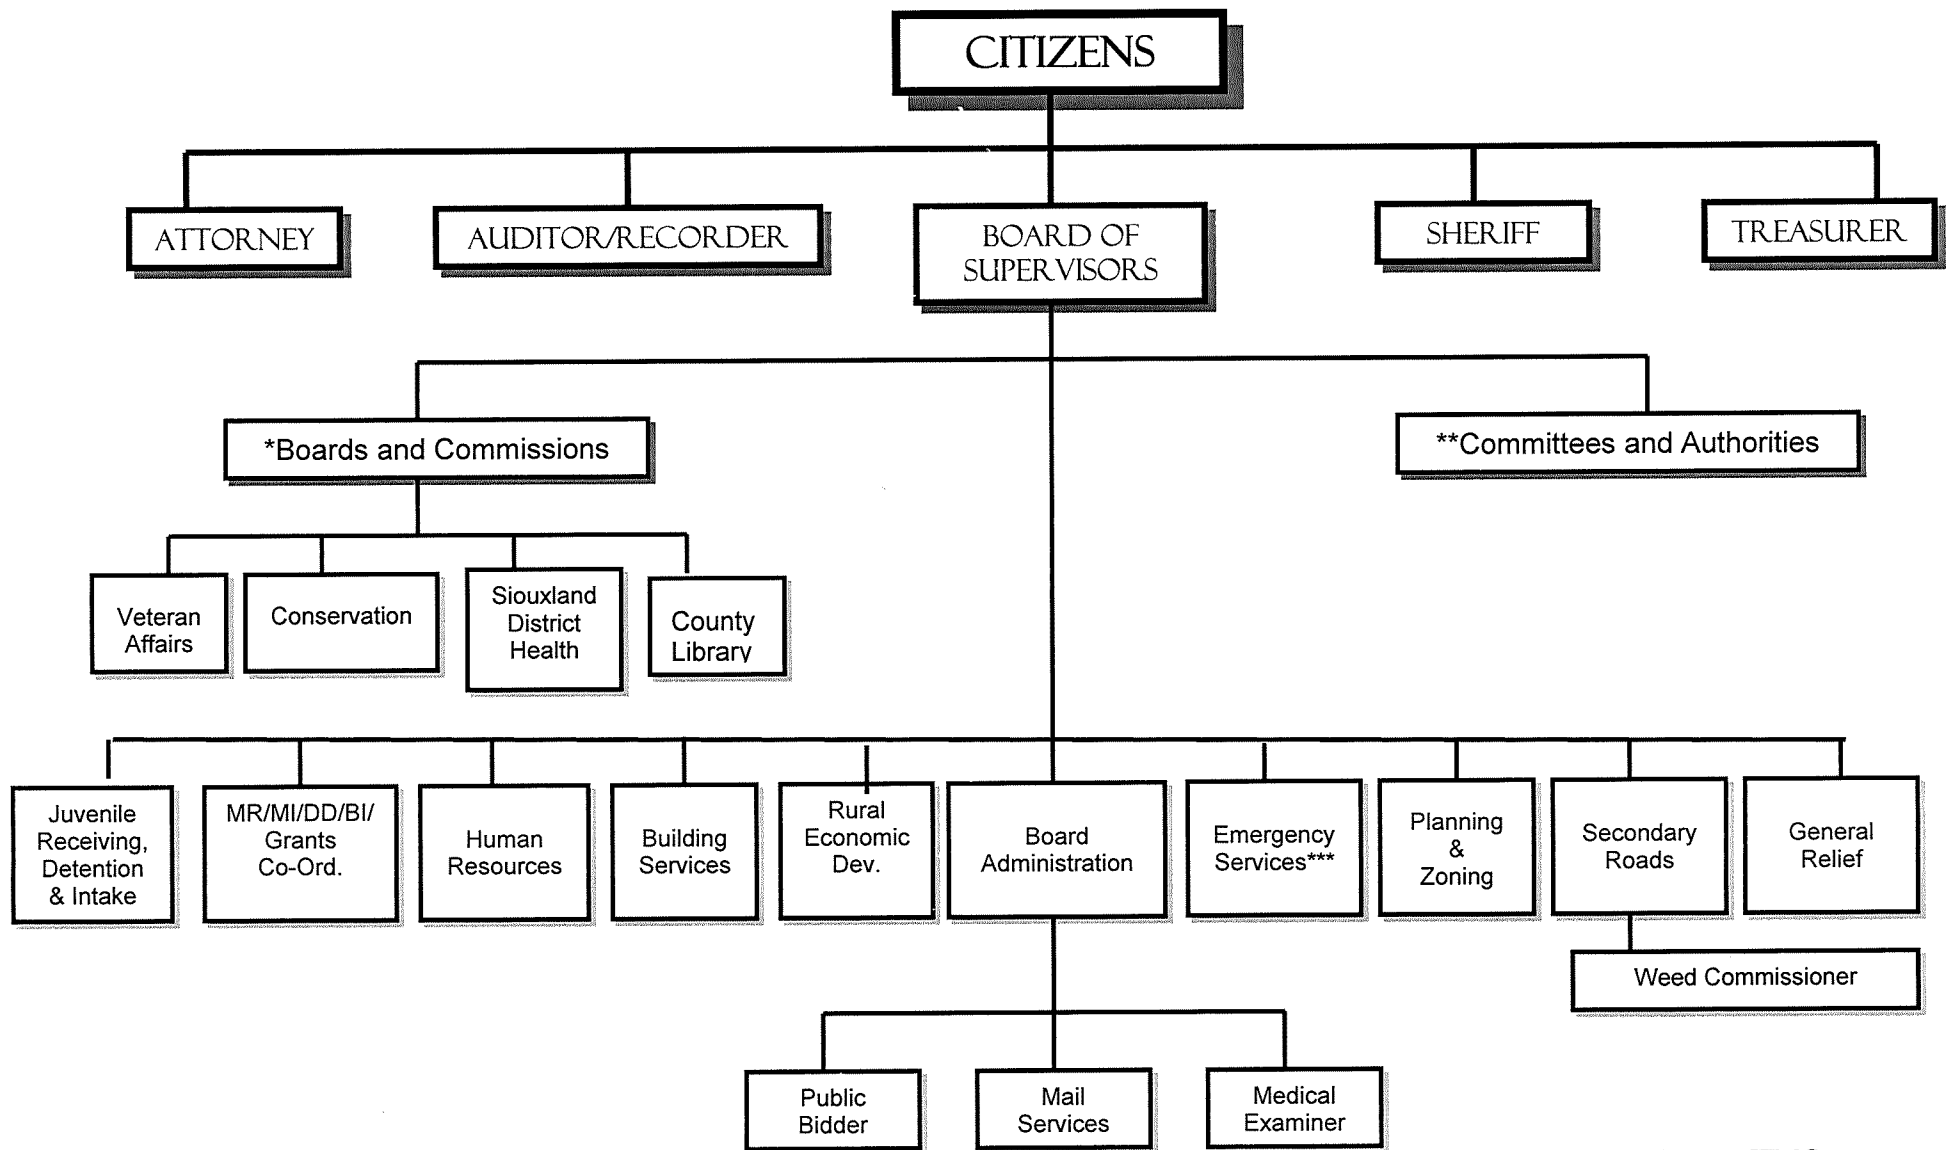 CITIZENS
ATTORNEY
AUDITOR/RECORDER
BOARD OF
SUPERVISORS
SHERIFF
TREASURER
*Boards and Commissions
**Committees and Authorities
Veteran
Affairs
Conservation
Siouxland
District
Health
County
Library
Juvenile
Receiving,
Detention
& Intake
MR/MI/DD/BI/
Grants
Co-Ord.
Human
Resources
Building
Services
Rural
Economic
Dev.
Board
Administration
Emergency
Services***
Planning
&
Zoning
Secondary
Roads
General
Relief
Weed Commissioner
Public
Bidder
Mail
Services
Medical
Examiner